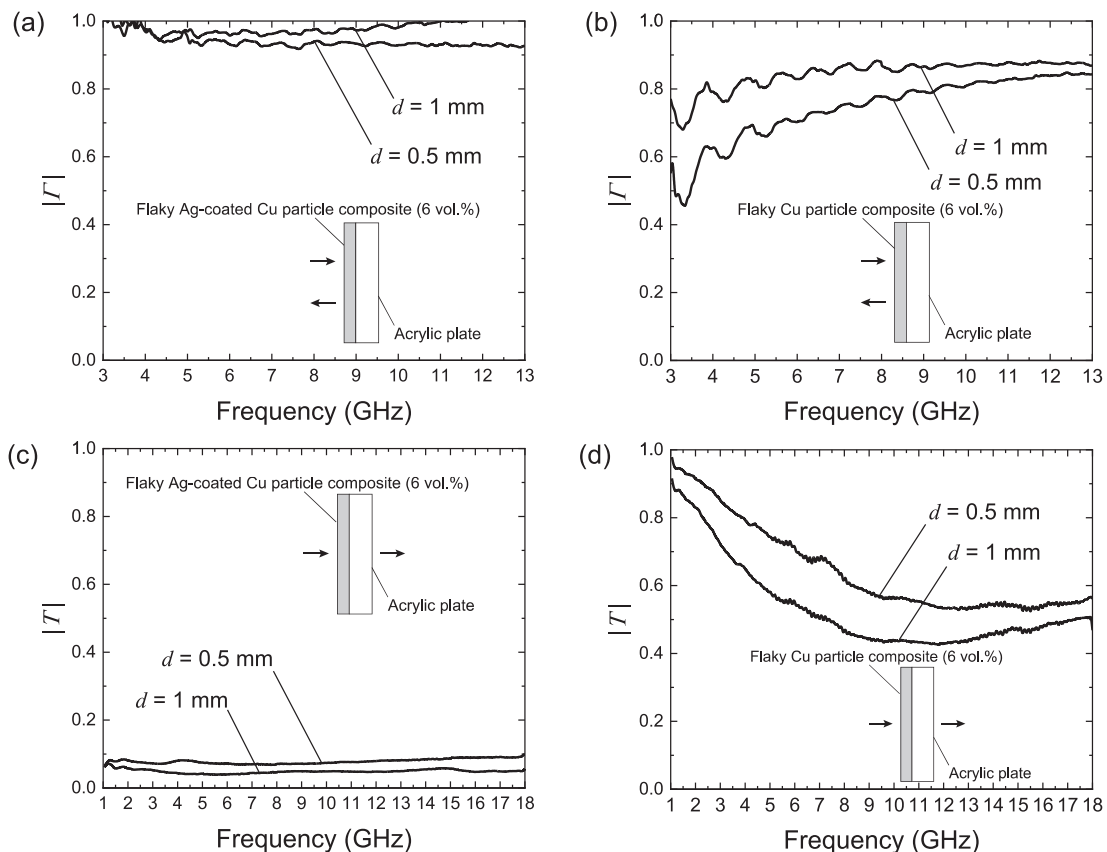 (a)
1.0
0.8
0.6
0.4
0.2
0.0
|Γ|
d = 1 mm
d = 0.5 mm
Flaky Ag-coated Cu particle composite (6 vol.%)
Acrylic plate
3 4 5 6 7 8 9 10 11 12 13
Frequency (GHz)
(b)
1.0
0.8
0.6
0.4
0.2
0.0
|Γ|
d = 1 mm
d = 0.5 mm
Flaky Cu particle composite (6 vol.%)
Acrylic plate
3 4 5 6 7 8 9 10 11 12 13
Frequency (GHz)
(c)
1.0
0.8
0.6
0.4
0.2
0.0
|T|
Flaky Ag-coated Cu particle composite (6 vol.%)
Acrylic plate
d = 0.5 mm
d = 1 mm
1 2 3 4 5 6 7 8 9 10 11 12 13 14 15 16 17 18
Frequency (GHz)
(d)
1.0
0.8
0.6
0.4
0.2
0.0
|T|
d = 0.5 mm
d = 1 mm
Flaky Cu particle composite (6 vol.%)
Acrylic plate
1 2 3 4 5 6 7 8 9 10 11 12 13 14 15 16 17 18
Frequency (GHz)